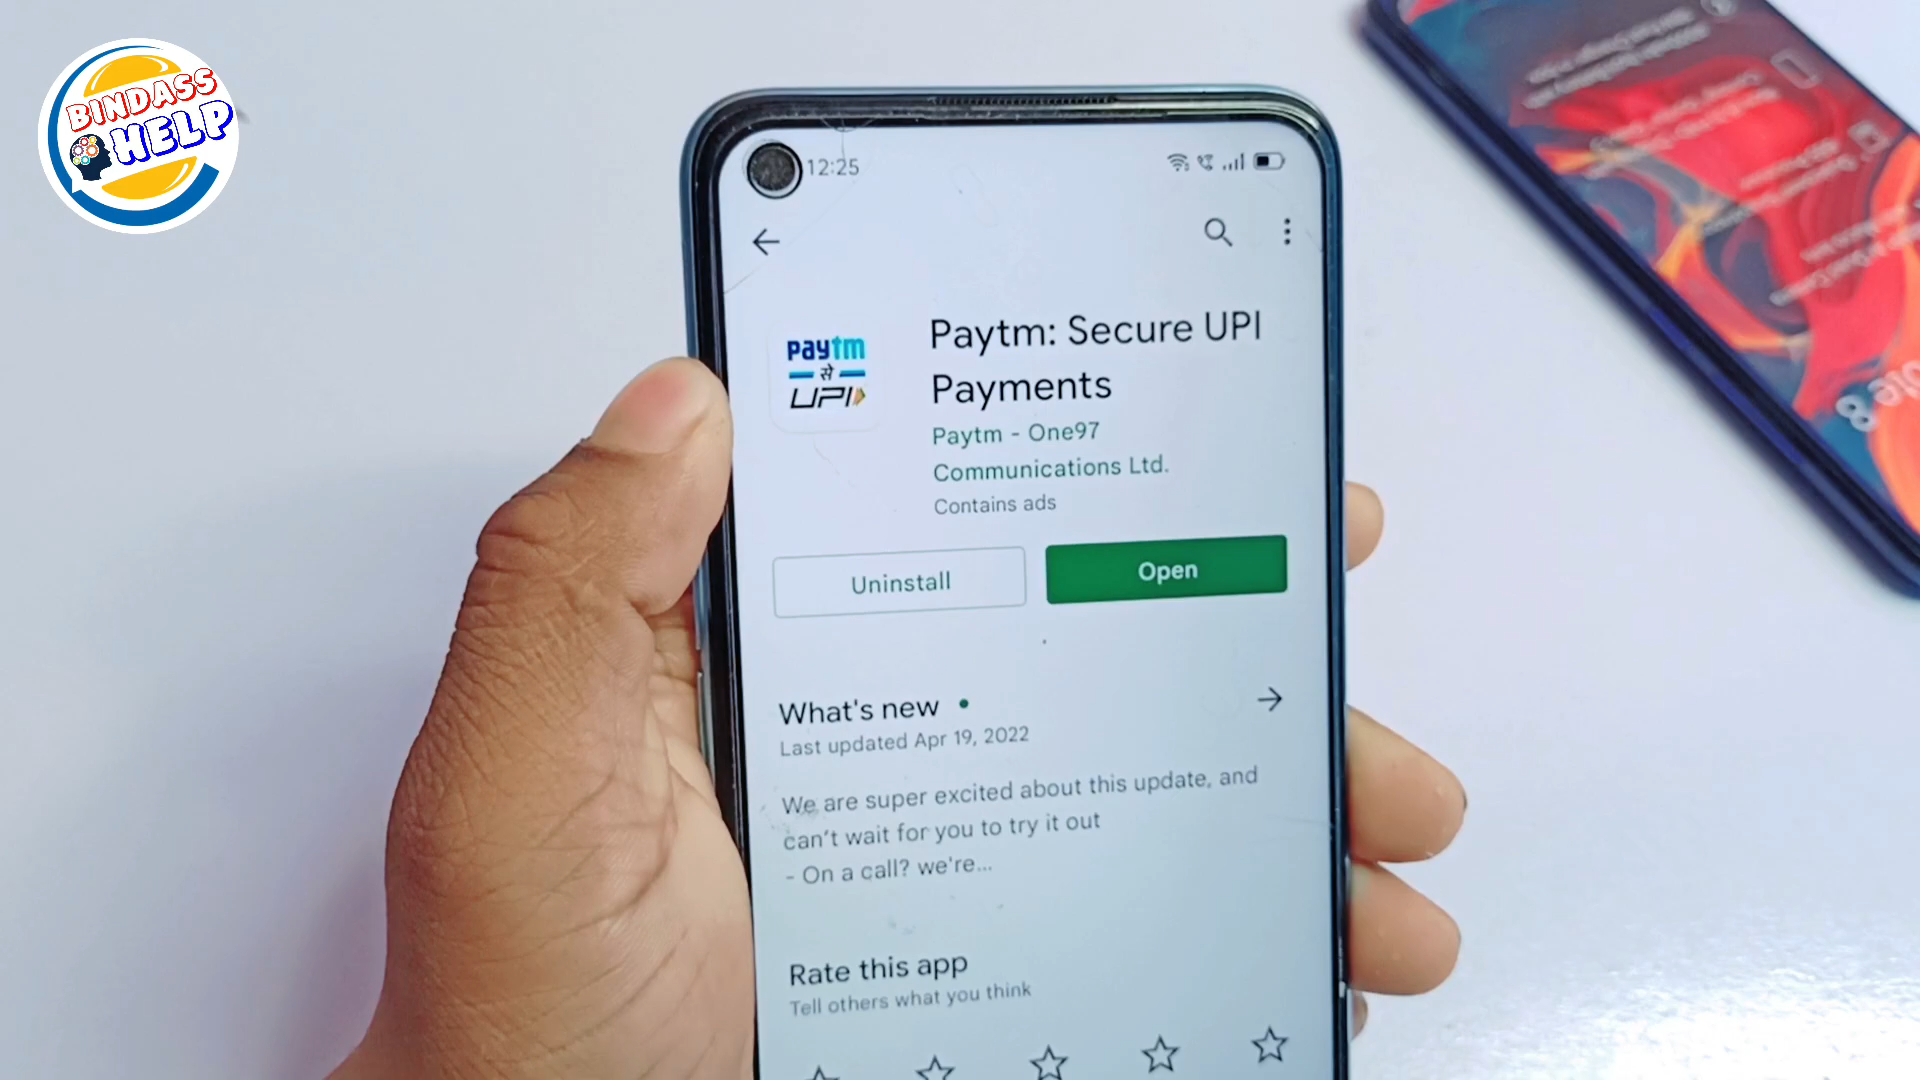 BINDASS
HELP
12:25
Paytm: Secure UPI
Payments
paytm
से
UPI
Paytm - One97
Communications Ltd.
Contains ads
Uninstall
Open
What's new
Last updated Apr 19, 2022
We are super excited about this update, and
can't wait for you to try it out
- On a call? we're...
Rate this app
Tell others what you think
8